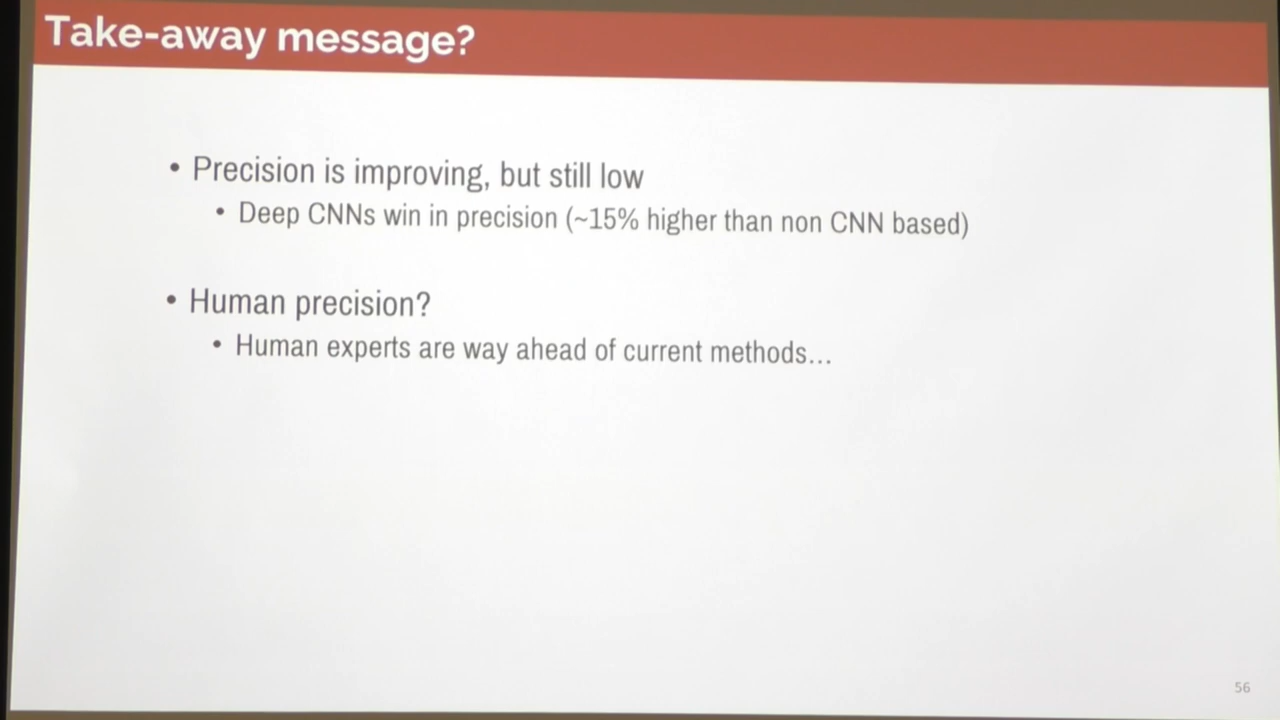 Take-away message?
• Precision is improving, but still low
• Deep CNNs win in precision (~15% higher than non CNN based)
• Human precision?
• Human experts are way ahead of current methods...
56